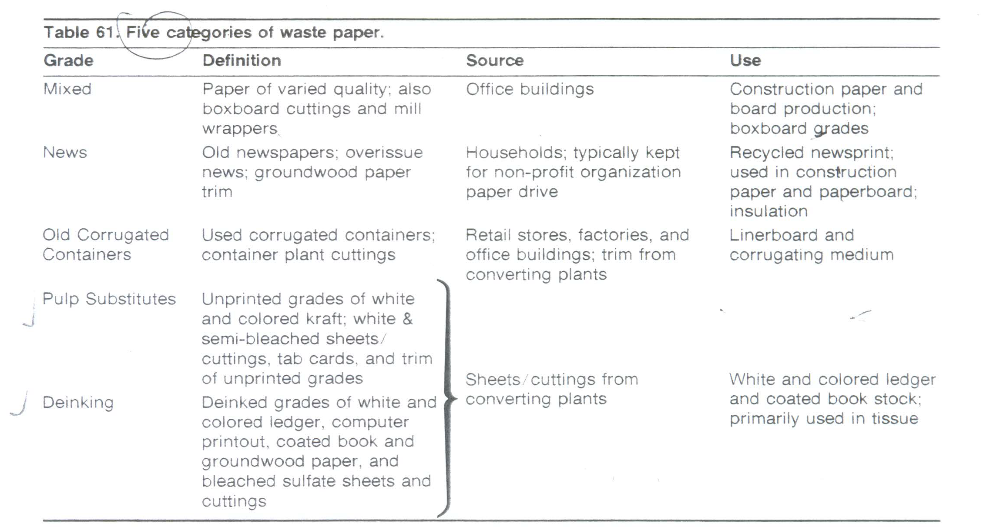 Table 61. Five categories of waste paper.
Grade Definition Source Use
Mixed Paper of varied quality; also Office buildings Construction paper and
boxboard cuttings and mill board production;
wrappers boxboard grades
News Old newspapers; overissue Households; typically kept Recycled newsprint;
news; groundwood paper for non-profit organization used in construction
trim paper drive paper and paperboard;
insulation
Old Corrugated Used corrugated containers; Retail stores, factories, and Linerboard and
Containers container plant cuttings office buildings; trim from corrugating medium
converting plants
Pulp Substitutes Unprinted grades of white
and colored kraft; white &
semi-bleached sheets/
cuttings, tab cards, and trim
of unprinted grades Sheets/cuttings from White and colored ledger
Deinking Deinked grades of white and converting plants and coated book stock;
colored ledger, computer primarily used in tissue
printout, coated book and
groundwood paper, and
bleached sulfate sheets and
cuttings